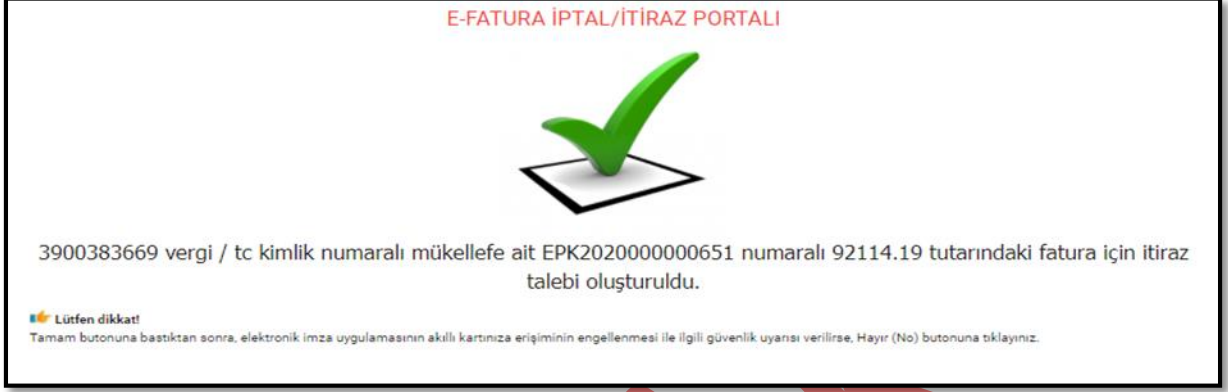 E-FATURA İPTAL/İTİRAZ PORTALI
3900383669 vergi / tc kimlik numaralı mükellefe ait EPK2020000000651 numaralı 92114.19 tutarındaki fatura için itiraz
talebi oluşturuldu.
Lütfen dikkat!
Tamam butonuna bastıktan sonra, elektronik imza uygulamasının akıllı kartınıza erişiminin engellenmesi ile ilgili güvenlik uyarısı verilirse, Hayır (No) butonuna tıklayınız.